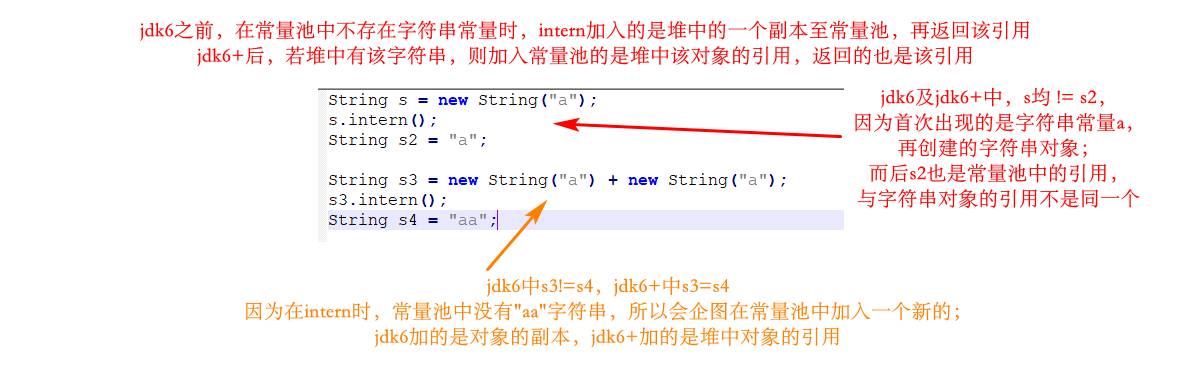 jdk6之前，在常量池中不存在字符串常量时，intern加入的是堆中的一个副本至常量池，再返回该引用
jdk6+后，若堆中有该字符串，则加入常量池的是堆中该对象的引用，返回的也是该引用
String s = new String("a");
s.intern();
String s2 = "a";
String s3 = new String("a") + new String("a");
s3.intern();
String s4 = "aa";
jdk6及jdk6+中，s均 != s2，
因为首次出现的是字符串常量a，
再创建的字符串对象；
而后s2也是常量池中的引用，
与字符串对象的引用不是同一个
jdk6中s3!=s4，jdk6+中s3=s4
因为在intern时，常量池中没有"aa"字符串，所以会企图在常量池中加入一个新的；
jdk6加的是对象的副本，jdk6+加的是堆中对象的引用